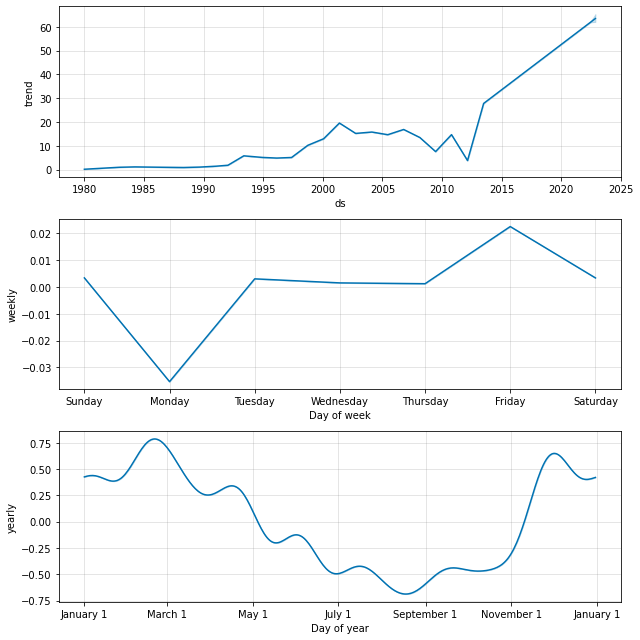 60
50
40
30
20
10
0
trend
1980 1985 1990 1995 2000 2005 2010 2015 2020 2025
ds
0.02
0.01
0.00
−0.01
−0.02
−0.03
weekly
Sunday Monday Tuesday Wednesday Thursday Friday Saturday
Day of week
0.75
0.50
0.25
0.00
−0.25
−0.50
−0.75
yearly
January 1 March 1 May 1 July 1 September 1 November 1 January 1
Day of year